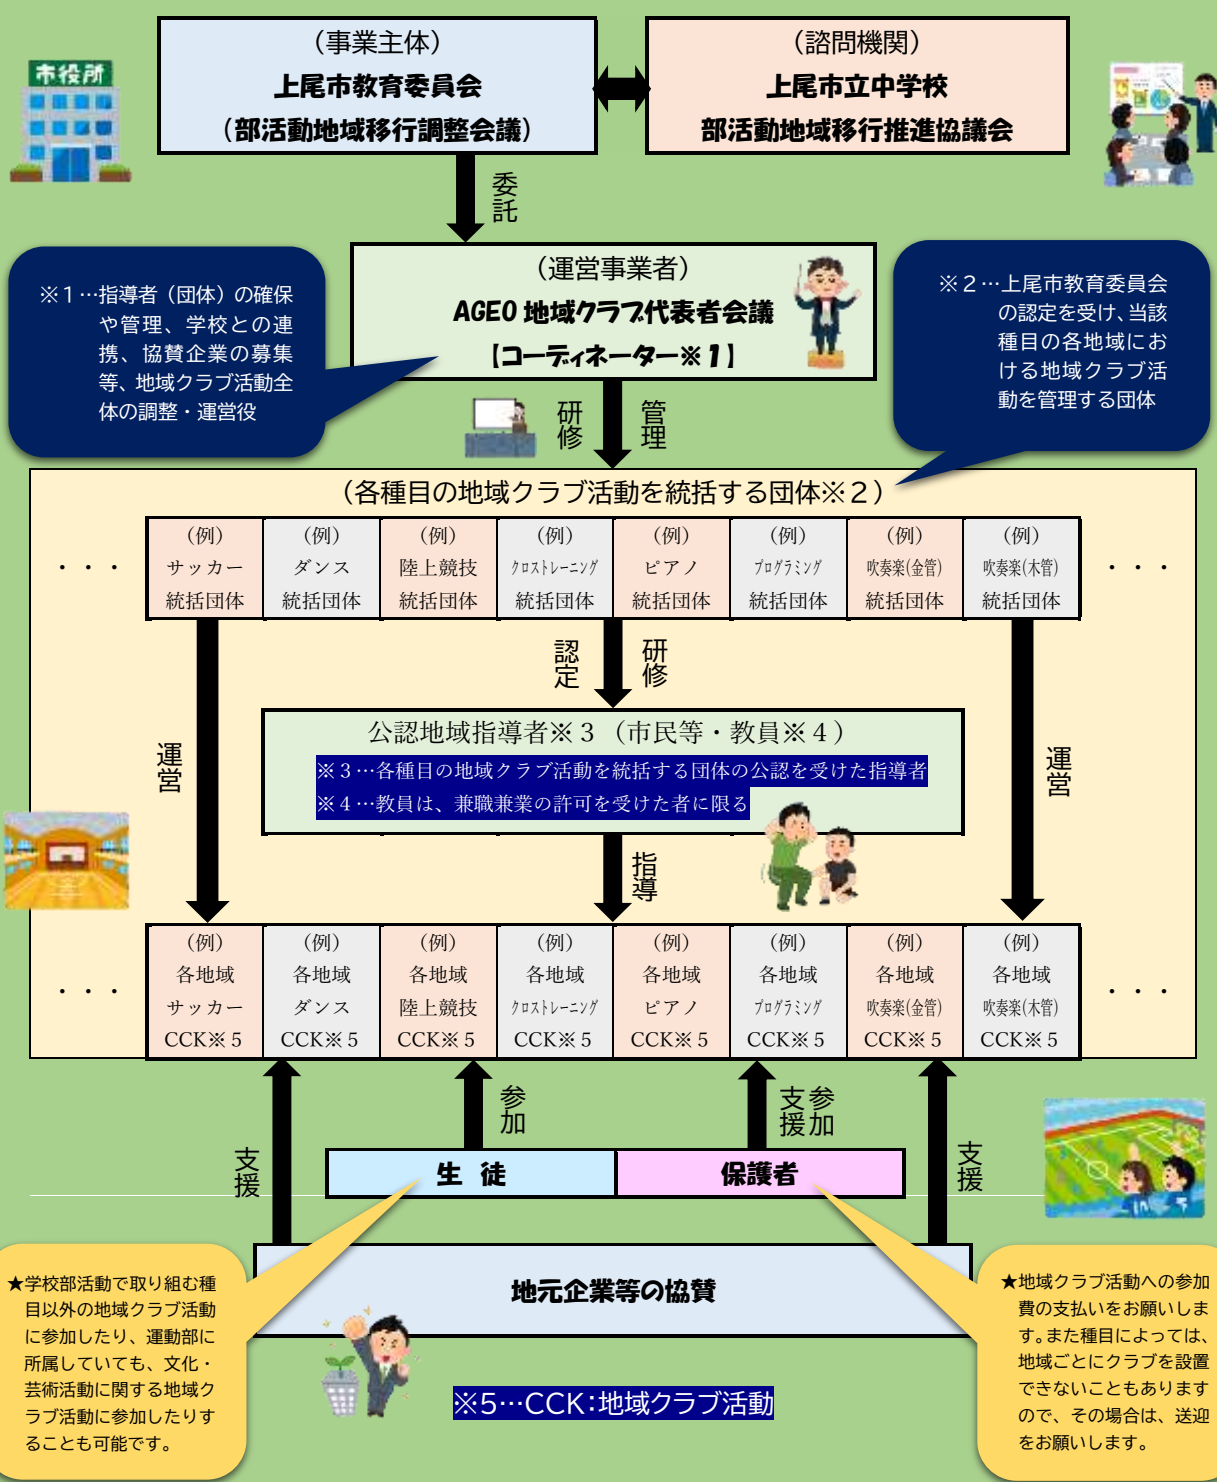 市役所
（事業主体）
上尾市教育委員会
（部活動地域移行調整会議）
（諮問機関）
上尾市立中学校
部活動地域移行推進協議会
委託
※１…指導者（団体）の確保
や管理、学校との連
携、協賛企業の募集
等、地域クラブ活動全
体の調整・運営役
（運営事業者）
AGEO 地域クラブ代表者会議
【コーディネーター※１】
※２…上尾市教育委員会
の認定を受け、当該
種目の各地域にお
ける地域クラブ活
動を管理する団体
研修
管理
（各種目の地域クラブ活動を統括する団体※２）
・・・
（例）
サッカー
統括団体
（例）
ダンス
統括団体
（例）
陸上競技
統括団体
（例）
クロストレーニング
統括団体
（例）
ピアノ
統括団体
（例）
プログラミング
統括団体
（例）
吹奏楽(金管)
統括団体
（例）
吹奏楽(木管)
統括団体
・・・
認定
研修
運営
公認地域指導者※３（市民等・教員※４）
※３…各種目の地域クラブ活動を統括する団体の公認を受けた指導者
※４…教員は、兼職兼業の許可を受けた者に限る
運営
指導
・・・
（例）
各地域
サッカー
CCK※５
（例）
各地域
ダンス
CCK※５
（例）
各地域
陸上競技
CCK※５
（例）
各地域
クロストレーニング
CCK※５
（例）
各地域
ピアノ
CCK※５
（例）
各地域
プログラミング
CCK※５
（例）
各地域
吹奏楽(金管)
CCK※５
（例）
各地域
吹奏楽(木管)
CCK※５
・・・
支援
参加
参加
支援
支援
生 徒
保護者
地元企業等の協賛
★学校部活動で取り組む種
目以外の地域クラブ活動
に参加したり、運動部に
所属していても、文化・
芸術活動に関する地域ク
ラブ活動に参加したりす
ることも可能です。
★地域クラブ活動への参加
費の支払いをお願いしま
す。また種目によっては、
地域ごとにクラブを設置
できないこともあります
ので、その場合は、送迎
をお願いします。
※５…CCK：地域クラブ活動